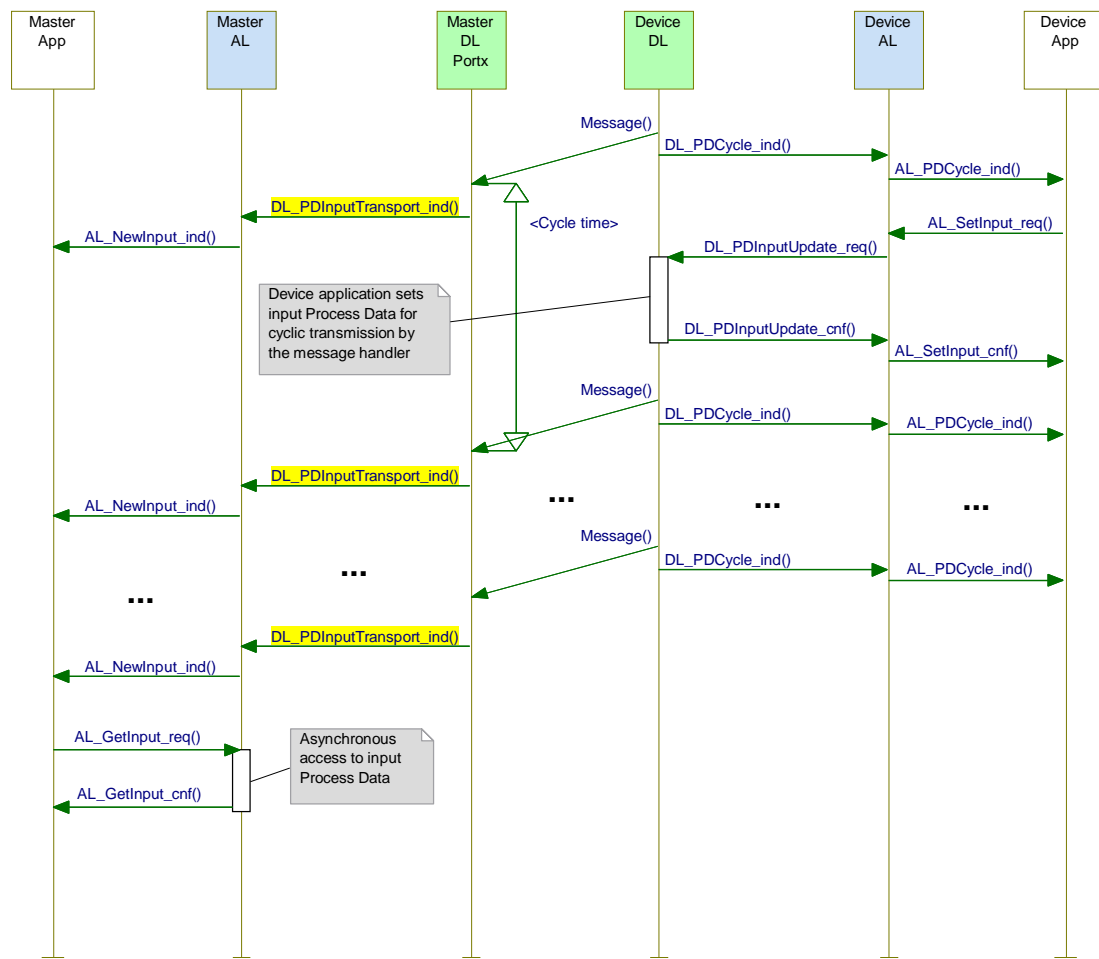 Master
App
Master
AL
Master
DL
Portx
Device
DL
Device
AL
Device
App
Message()
DL_PDCycle_ind()
AL_PDCycle_ind()
DL_PDInputTransport_ind()
<Cycle time>
AL_SetInput_req()
AL_NewInput_ind()
DL_PDInputUpdate_req()
Device application sets
input Process Data for
cyclic transmission by
the message handler
DL_PDInputUpdate_cnf()
AL_SetInput_cnf()
Message()
DL_PDCycle_ind()
AL_PDCycle_ind()
DL_PDInputTransport_ind()
...
...
...
AL_NewInput_ind()
Message()
DL_PDCycle_ind()
AL_PDCycle_ind()
...
...
DL_PDInputTransport_ind()
AL_NewInput_ind()
AL_GetInput_req()
Asynchronous
access to input
Process Data
AL_GetInput_cnf()